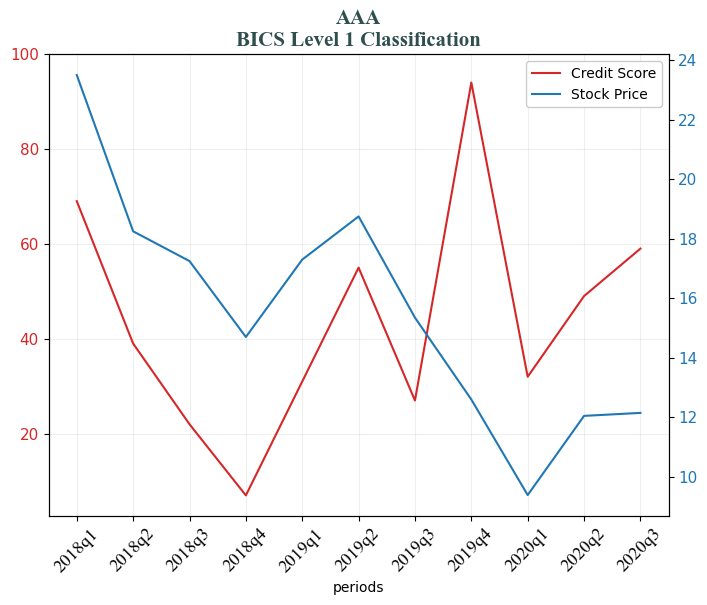 AAA
BICS Level 1 Classification
Credit Score
Stock Price
100
80
60
40
20
24
22
20
18
16
14
12
10
2018q1
2018q2
2018q3
2018q4
2019q1
2019q2
2019q3
2019q4
2020q1
2020q2
2020q3
periods